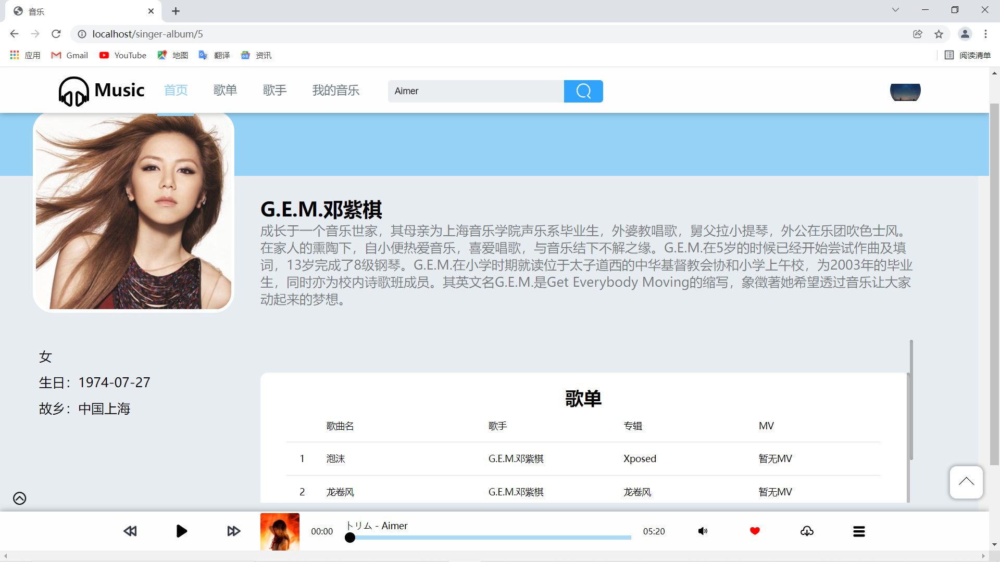 音乐
localhost/singer-album/5
应用 Gmail YouTube 地图 翻译 资讯 阅读清单
Music 首页 歌单 歌手 我的音乐 Aimer
G.E.M.邓紫棋
成长于一个音乐世家，其母亲为上海音乐学院声乐系毕业生，外婆教唱歌，舅父拉小提琴，外公在乐团吹色士风。
在家人的熏陶下，自小便热爱音乐，喜爱唱歌，与音乐结下不解之缘。G.E.M.在5岁的时候已经开始尝试作曲及填
词，13岁完成了8级钢琴。G.E.M.在小学时期就读位于太子道西的中华基督教会协和小学上午校，为2003年的毕业
生，同时亦为校内诗歌班成员。其英文名G.E.M.是Get Everybody Moving的缩写，象徵著她希望透过音乐让大家
动起来的梦想。
女
生日：1974-07-27
故乡：中国上海
歌单
歌曲名 歌手 专辑 MV
1 泡沫 G.E.M.邓紫棋 Xposed 暂无MV
2 龙卷风 G.E.M.邓紫棋 龙卷风 暂无MV
00:00 トリム - Aimer 05:20